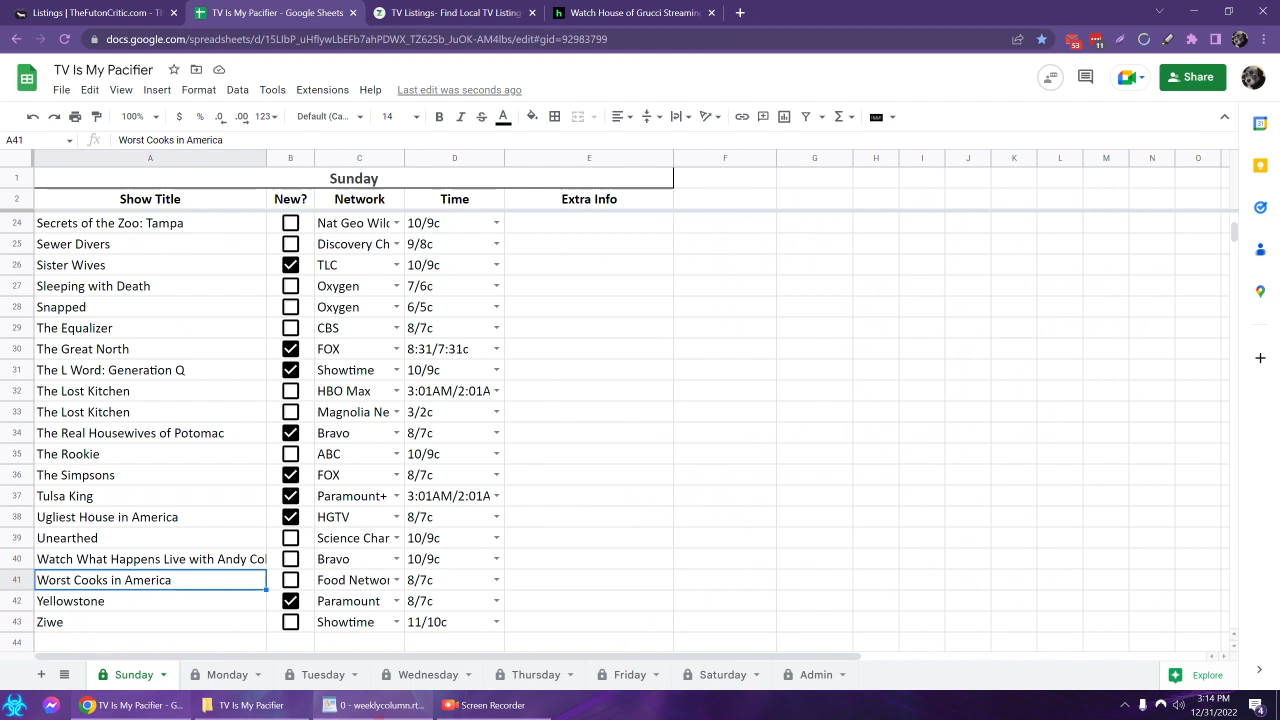 Listings | TheFutonCritic.com - Th
TV Is My Pacifier - Google Sheets
TV Listings- Find Local TV Listing
Watch House of Grucci Streamin
docs.google.com/spreadsheets/d/
edit#gid=92983799
53
11
TV Is My Pacifier
File Edit View Insert Format Data Tools Extensions Help Last edit was seconds ago
Share
100% $ % .0 .00 123 Default (Ca... 14 B I S A
A41 fx Worst Cooks in America
A B C D E F G H I J K L M N O
1 Sunday
2 Show Title New? Network Time Extra Info
24 Secrets of the Zoo: Tampa Nat Geo Wild 10/9c
25 Sewer Divers Discovery Ch 9/8c
26 Sister Wives TLC 10/9c
27 Sleeping with Death Oxygen 7/6c
28 Snapped Oxygen 6/5c
29 The Equalizer CBS 8/7c
30 The Great North FOX 8:31/7:31c
31 The L Word: Generation Q Showtime 10/9c
32 The Lost Kitchen HBO Max 3:01AM/2:01A
33 The Lost Kitchen Magnolia Ne 3/2c
34 The Real Housewives of Potomac Bravo 8/7c
35 The Rookie ABC 10/9c
36 The Simpsons FOX 8/7c
37 Tulsa King Paramount+ 3:01AM/2:01A
38 Ugliest House in America HGTV 8/7c
39 Unearthed Science Chan 10/9c
40 Watch What Happens Live with Andy Co Bravo 10/9c
41 Worst Cooks in America Food Networ 8/7c
42 Yellowstone Paramount 8/7c
43 Ziwe Showtime 11/10c
44
Sunday Monday Tuesday Wednesday Thursday Friday Saturday Admin Explore
TV Is My Pacifier - G...
TV Is My Pacifier
0 - weeklycolumn.rt...
Screen Recorder
3:14 PM
12/31/2022
4